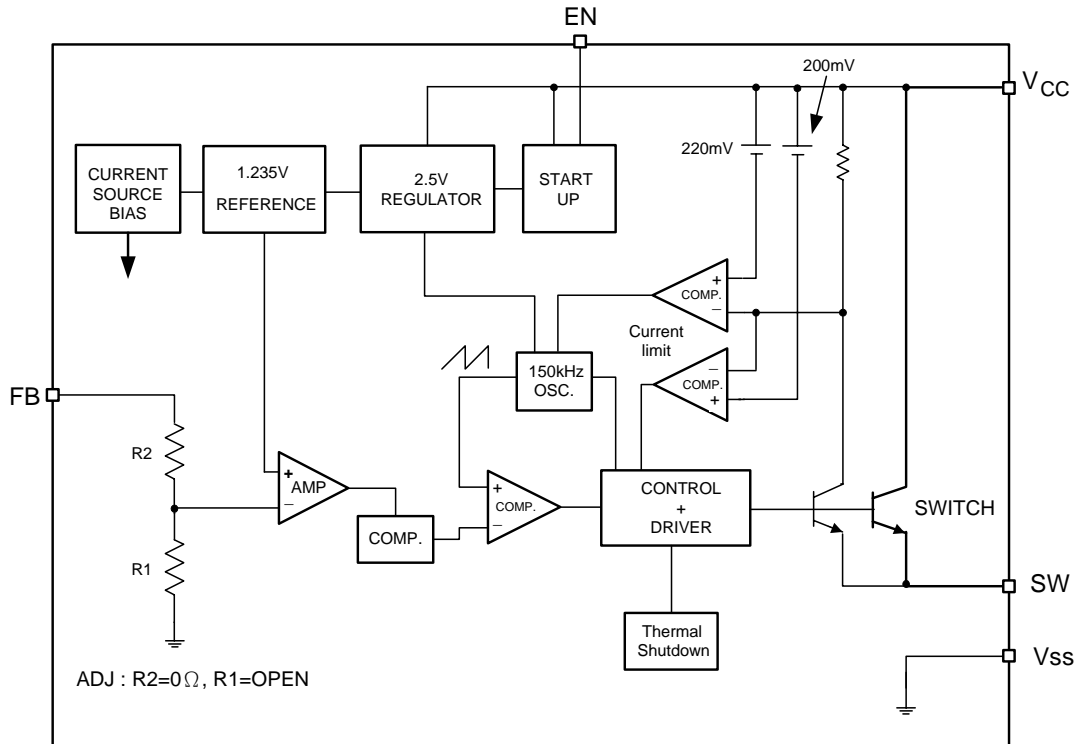 EN
200mV
VCC
220mV
CURRENT
SOURCE
BIAS
1.235V
REFERENCE
2.5V
REGULATOR
START
UP
+
COMP.
−
Current
limit
−
COMP.
+
150kHz
OSC.
FB
R2
+
AMP
−
+
COMP.
−
CONTROL
+
DRIVER
SWITCH
COMP.
R1
SW
Thermal
Shutdown
Vss
ADJ : R2=0Ω, R1=OPEN